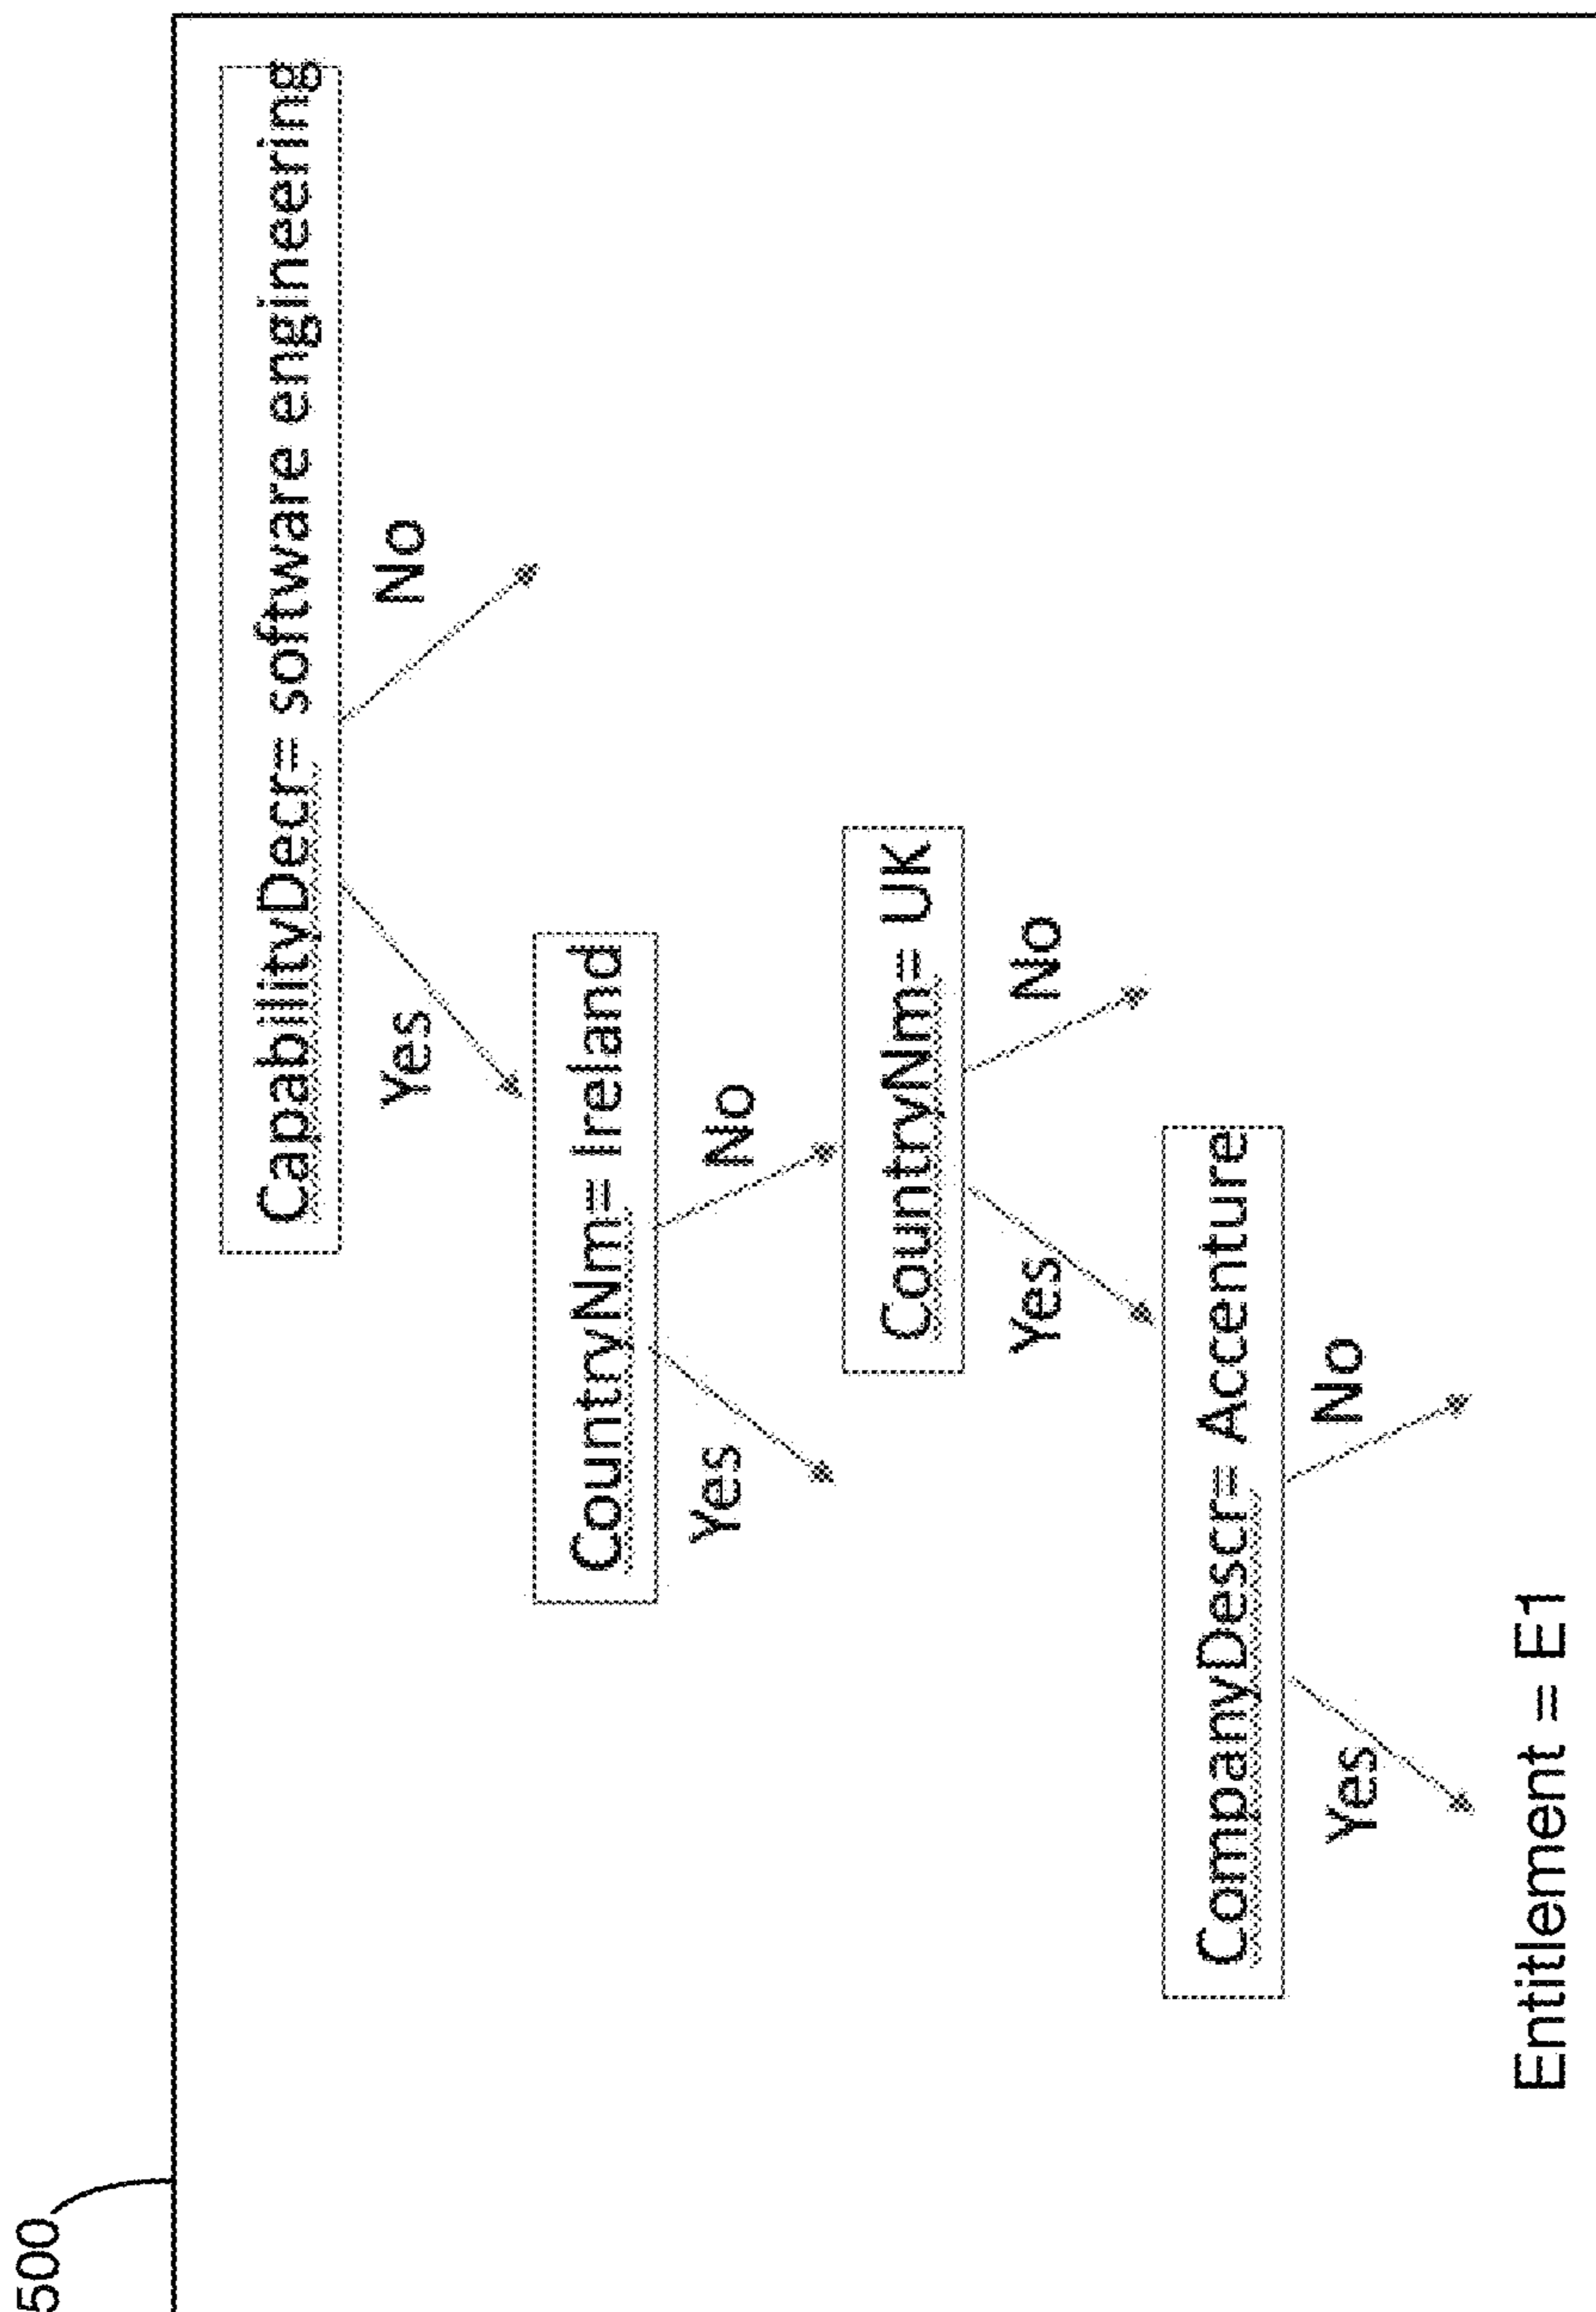 500
CapabilityDecr= software engineering
Yes
No
CountryNm= Ireland
Yes
No
CountryNm= UK
Yes
No
CompanyDescr= Accenture
Yes
No
Entitlement = E1